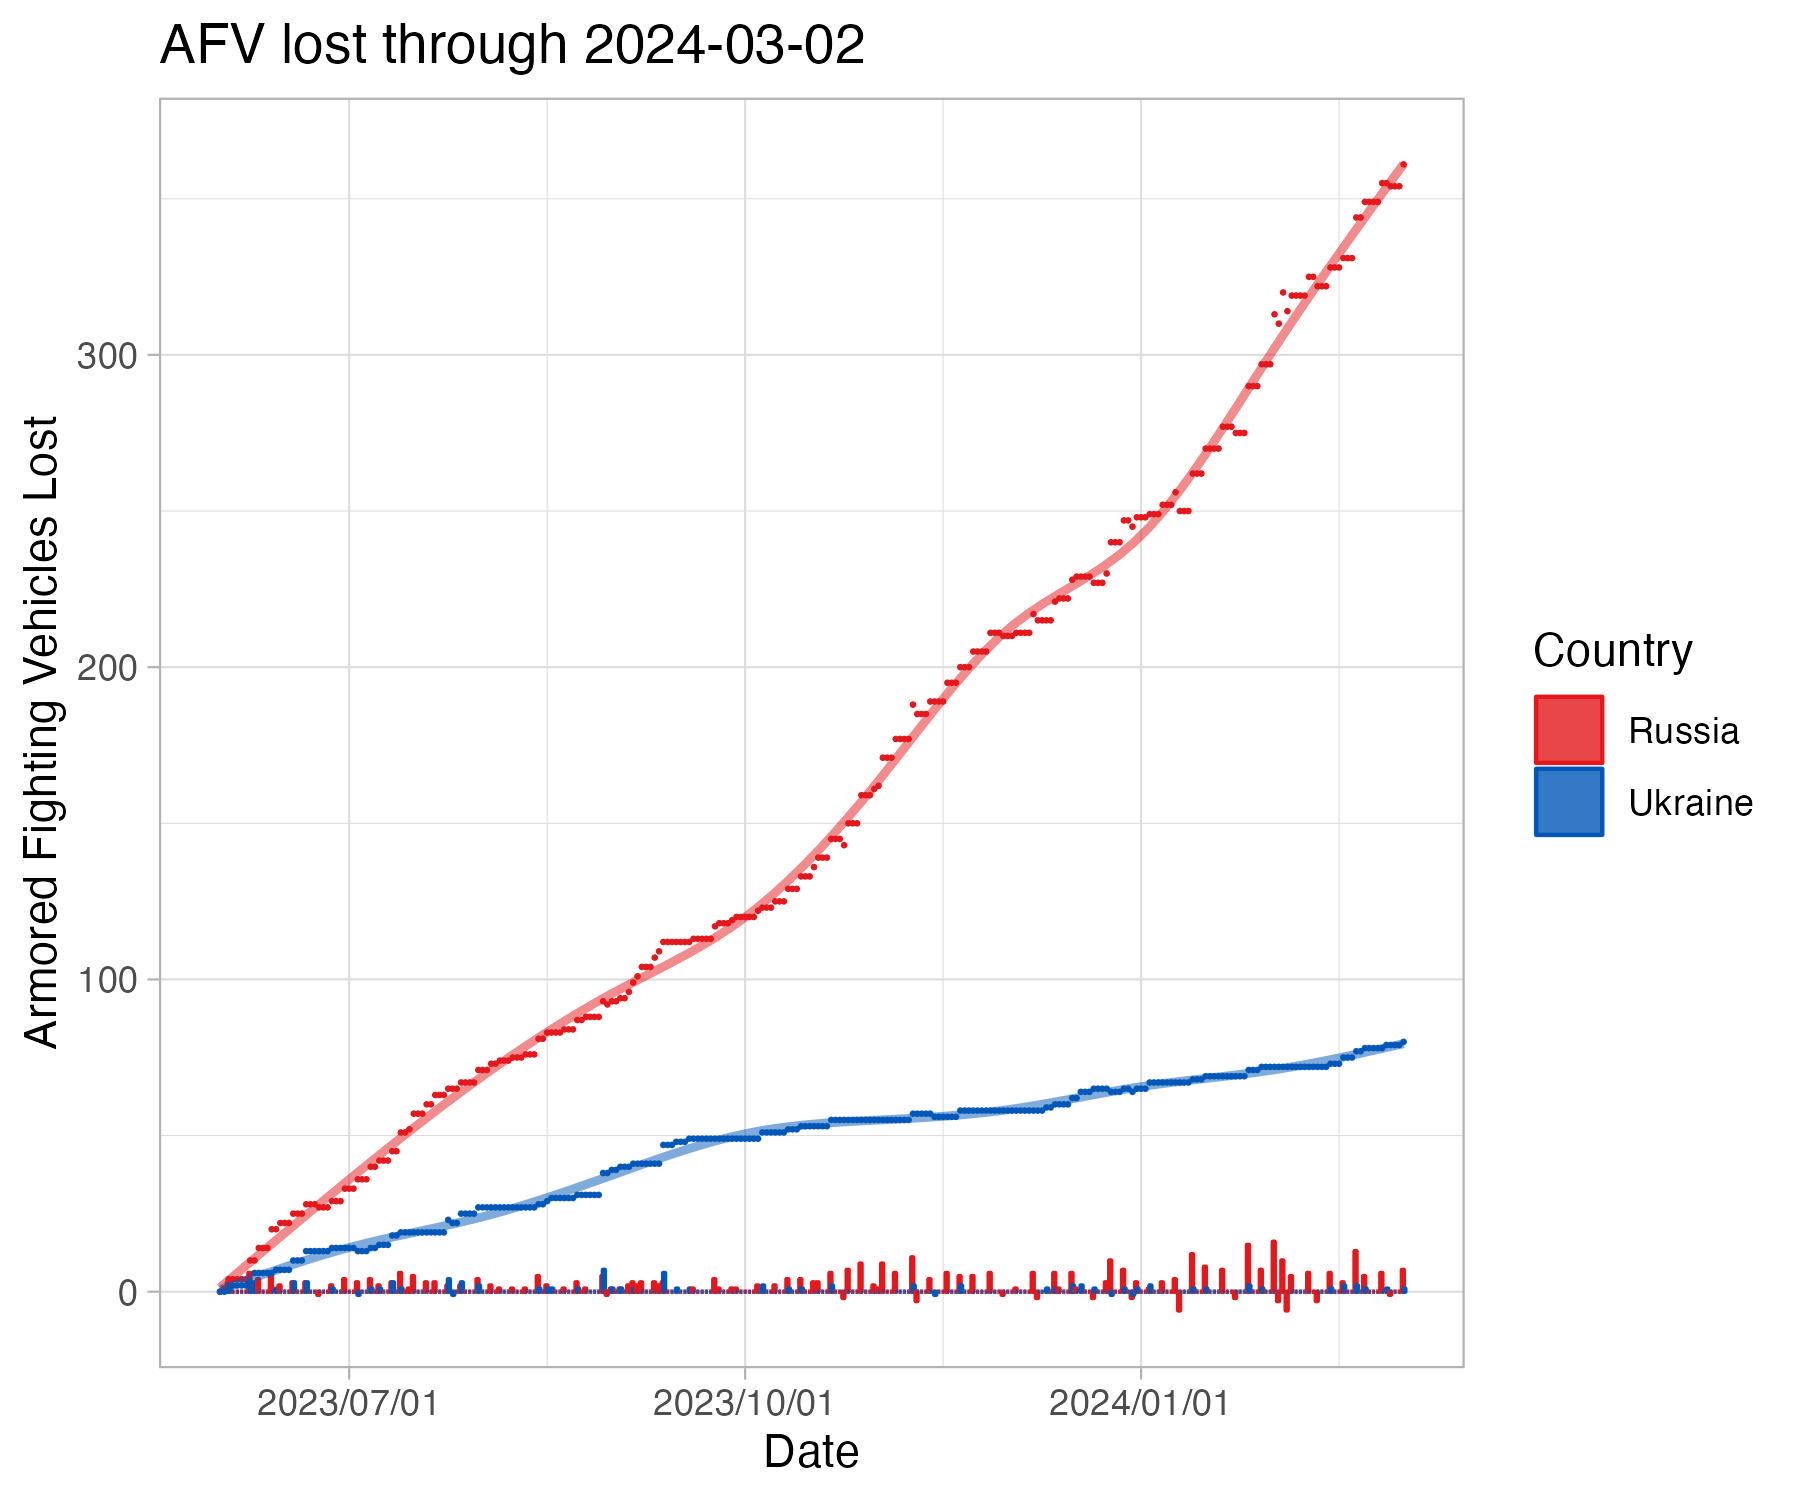 AFV lost through 2024-03-02
Armored Fighting Vehicles Lost
300
200
100
0
2023/07/01
2023/10/01
2024/01/01
Date
Country
Russia
Ukraine